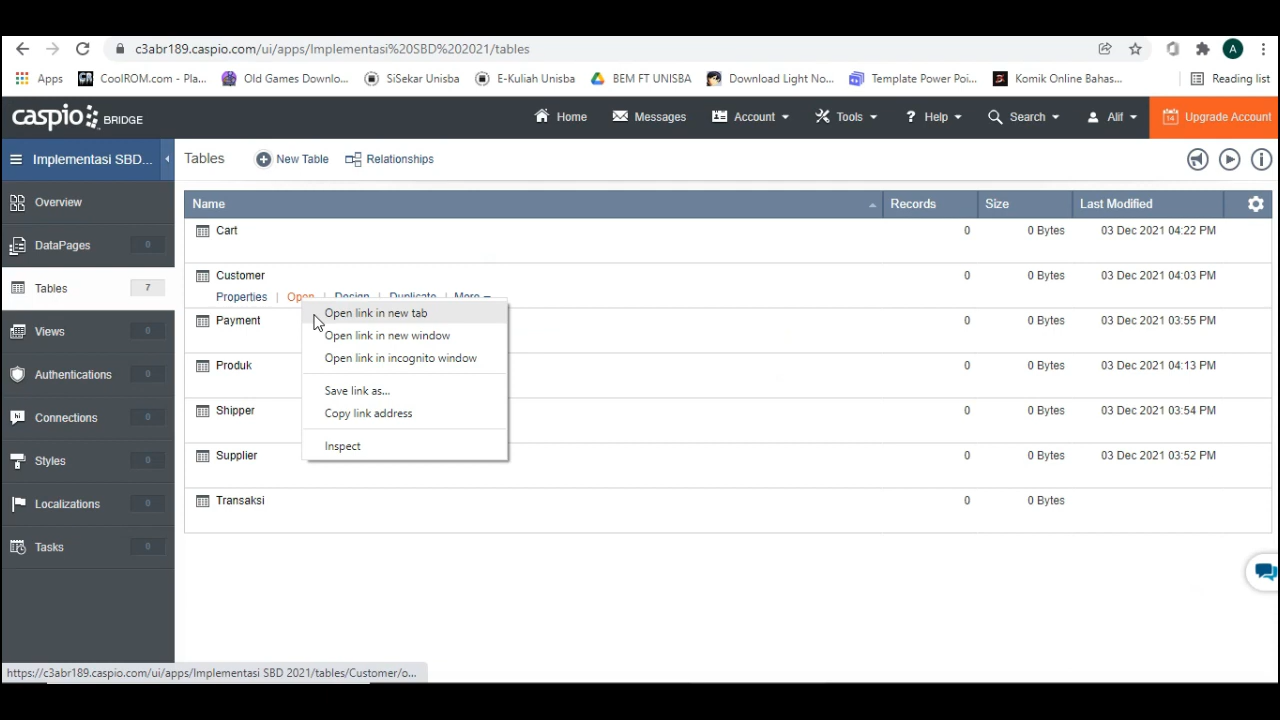 c3abr189.caspio.com/ui/apps/Implementasi%20SBD%202021/tables
A
Apps CoolROM.com - Pla... Old Games Downlo... SiSekar Unisba E-Kuliah Unisba BEM FT UNISBA Download Light No... Template Power Poi... Komik Online Bahas... Reading list
caspio BRIDGE Home Messages Account Tools ? Help Search Alif 14 Upgrade Account
Implementasi SBD... Tables New Table Relationships
Overview
DataPages 0
Tables 7
Views 0
Authentications 0
Connections 0
Styles 0
Localizations 0
Tasks 0
Name Records Size Last Modified
Cart 0 0 Bytes 03 Dec 2021 04:22 PM
Customer 0 0 Bytes 03 Dec 2021 04:03 PM
Properties | Open | Design | Duplicate | More
Payment 0 0 Bytes 03 Dec 2021 03:55 PM
Produk 0 0 Bytes 03 Dec 2021 04:13 PM
Shipper 0 0 Bytes 03 Dec 2021 03:54 PM
Supplier 0 0 Bytes 03 Dec 2021 03:52 PM
Transaksi 0 0 Bytes
Open link in new tab
Open link in new window
Open link in incognito window
Save link as...
Copy link address
Inspect
https://c3abr189.caspio.com/ui/apps/Implementasi SBD 2021/tables/Customer/o...